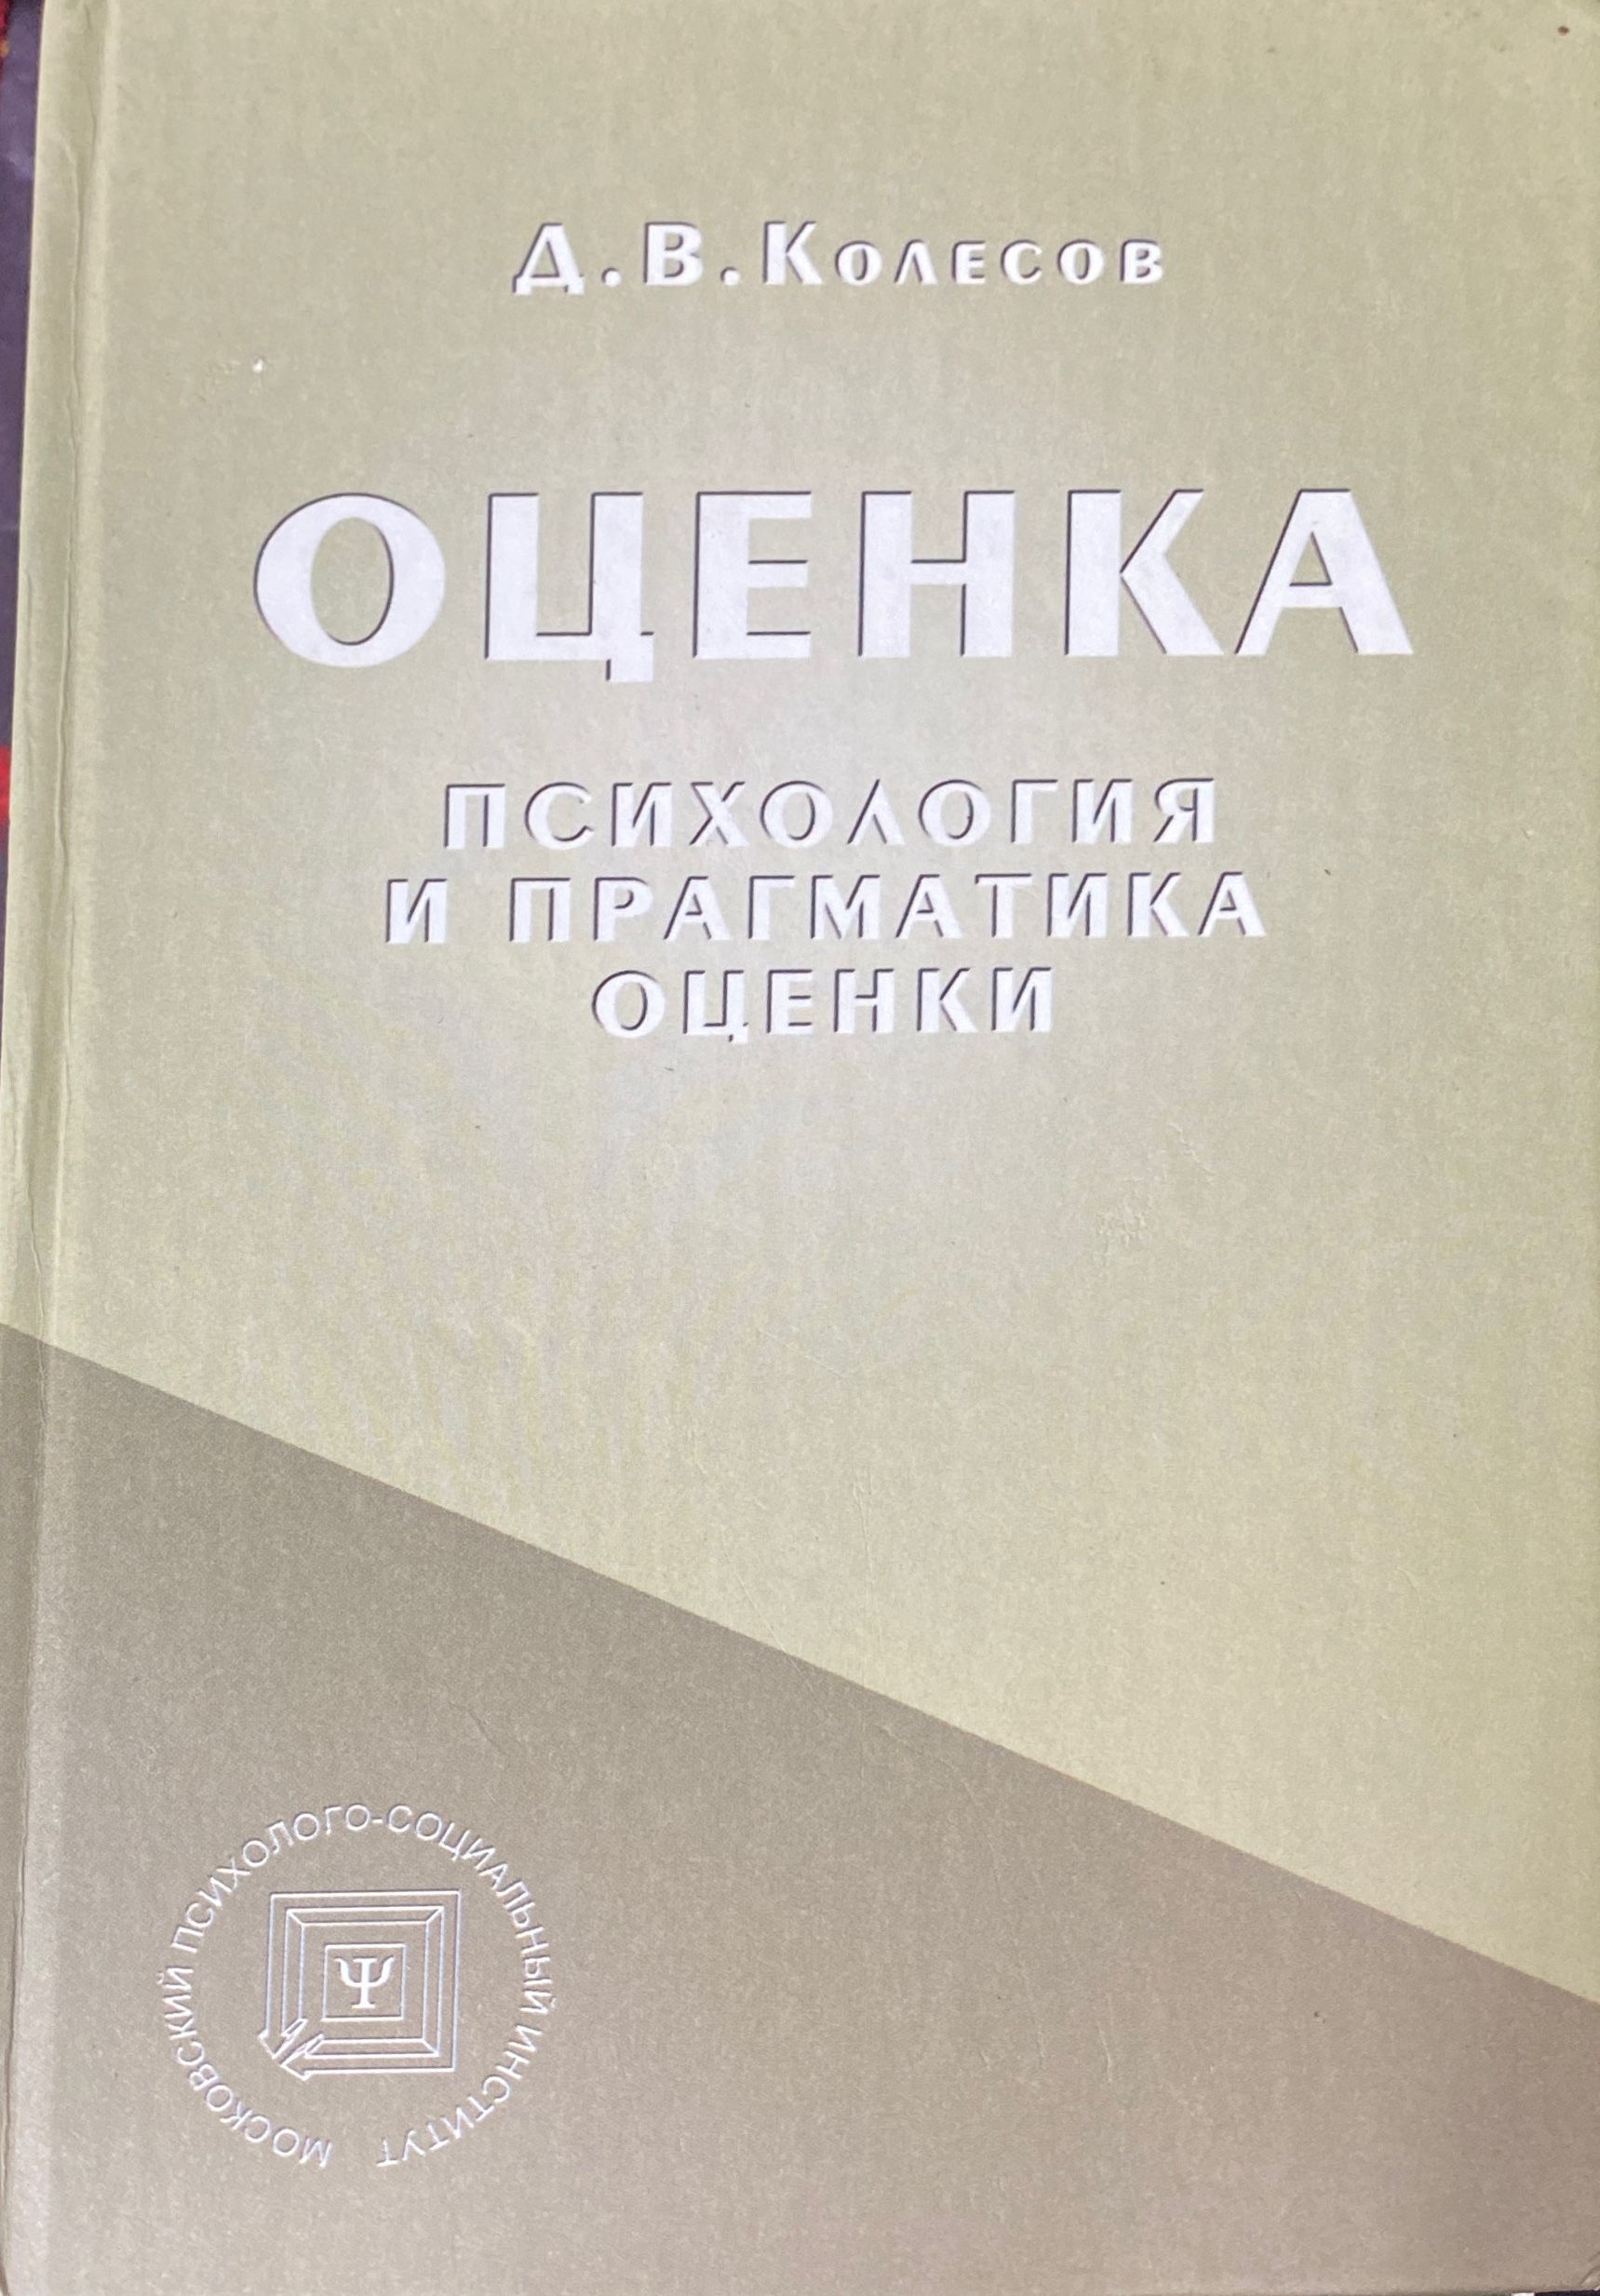 Д.В.Колесов
ОЦЕНКА
ПСИХОЛОГИЯ
И ПРАГМАТИКА
ОЦЕНКИ
МОСКОВСКИЙ ПСИХОЛОГО-СОЦИАЛЬНЫЙ ИНСТИТУТ
Ψ